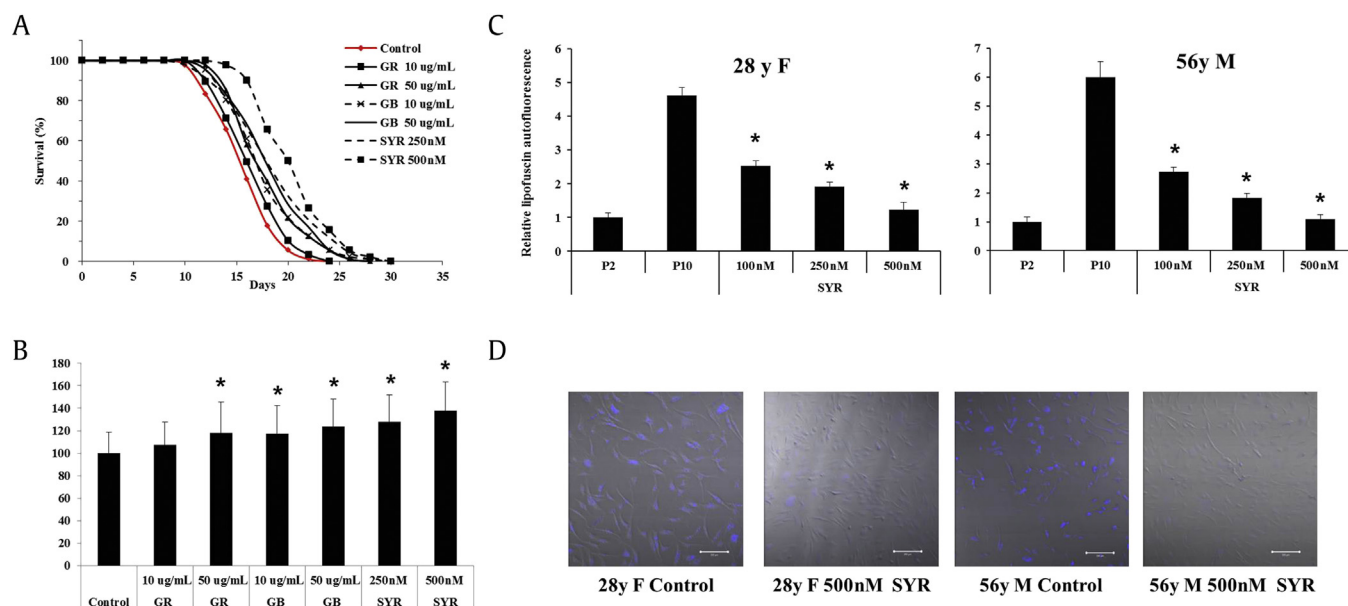 A
Survival (%)
100
80
60
40
20
0
0 5 10 15 20 25 30 35
Days
Control
GR 10 ug/mL
GR 50 ug/mL
GB 10 ug/mL
GB 50 ug/mL
SYR 250nM
SYR 500nM
B
180
160
140
120
100
80
60
40
20
0
* * * * *
10 ug/mL 50 ug/mL 10 ug/mL 50 ug/mL 250nM 500nM
Control GR GR GB GB SYR SYR
C
Relative lipofuscin autofluorescence
28 y F
6
5
4
3
2
1
0
* * *
P2 P10 100nM 250nM 500nM
SYR
56y M
7
6
5
4
3
2
1
0
* * *
P2 P10 100nM 250nM 500nM
SYR
D
28y F Control
28y F 500nM SYR
56y M Control
56y M 500nM SYR